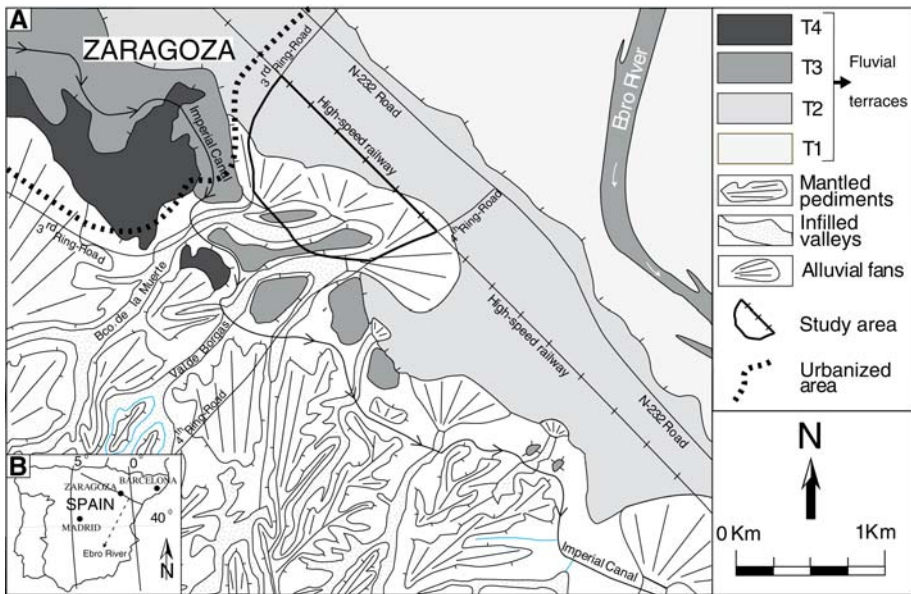 A
ZARAGOZA
3rd Ring-Road
N-232 Road
High-speed railway
Imperial Canal
Ebro River
3rd Ring-Road
Bco. de la Muerte
Val de Borgas
4th Ring-Road
4th Ring-Road
High-speed railway
N-232 Road
Imperial Canal
B
5°
0°
BARCELONA
ZARAGOZA
SPAIN
MADRID
40°
Ebro River
N
T4
T3
T2
T1
Fluvial
terraces
Mantled
pediments
Infilled
valleys
Alluvial fans
Study area
Urbanized
area
N
0Km
1Km